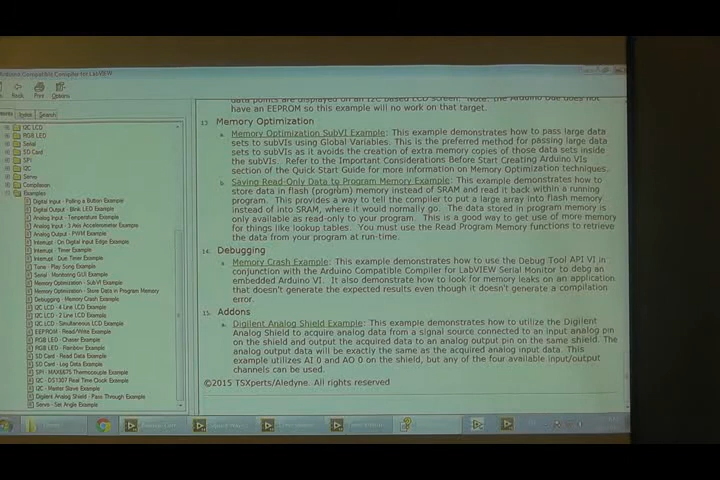 Arduino Compatible Compiler for LabVIEW
Back
Print
Options
Index
Search
I2C LCD
RGB LED
Serial
SD Card
SPI
I2C
Servo
Compilation
Examples
Digital Input - Polling a Button Example
Digital Output - Blink LED Example
Analog Input - Temperature Example
Analog Input - 3 Axis Accelerometer Example
Analog Output - PWM Example
Interrupt - On Digital Input Edge Example
Interrupt - Timer Example
Interrupt - Due Timer Example
Tone - Play Song Example
Serial - Monitoring GUI Example
Memory Optimization - SubVI Example
Memory Optimization - Store Data in Program Memory
Debugging - Memory Crash Example
I2C LCD - 4 Line LCD Example
I2C LCD - 2 Line LCD Example
I2C LCD - Simultaneous LCD Example
EEPROM - Read/Write Example
RGB LED - Chaser Example
RGB LED - Rainbow Example
SD Card - Read Data Example
SD Card - Log Data Example
SPI - MAX6675 Thermocouple Example
I2C - DS1307 Real Time Clock Example
I2C - Master Slave Example
Digilent Analog Shield - Pass Through Example
Servo - Set Angle Example
data points are displayed on an I2C based LCD screen. Note: the Arduino Due does not
have an EEPROM so this example will no work on that target.
13. Memory Optimization
a. Memory Optimization SubVI Example: This example demonstrates how to pass large data
sets to subVIs using Global Variables. This is the preferred method for passing large data
sets as it avoids the creation of extra memory copies of those data sets inside
the subVIs. Refer to the Important Considerations Before Start Creating Arduino VIs
section of the Quick Start Guide for more information on Memory Optimization techniques.
b. Saving Read-Only Data to Program Memory Example: This example demonstrates how to
store data in flash (program) memory instead of SRAM and read it back within a running
program. This provides a way to tell the compiler to put a large array into flash memory
instead of into SRAM, where it would normally go. The data stored in program memory is
only available as read-only to your program. This is a good way to get use of more memory
for things like lookup tables. You must use the Read Program Memory functions to retrieve
the data from your program at run-time.
14. Debugging
a. Memory Crash Example: This example demonstrates how to use the Debug Tool API VI in
conjunction with the Arduino Compatible Compiler for LabVIEW Serial Monitor to debg an
embedded Arduino VI. It also demonstrate how to look for memory leaks on an application
that doesn't generate the expected results even though it doesn't generate a compilation
error.
15. Addons
a. Digilent Analog Shield Example: This example demonstrates how to utilize the Digilent
Analog Shield to acquire analog data from a signal source connected to an input analog pin
on the shield and output the acquired data to an analog output pin on the same shield. The
analog output data will be exactly the same as the acquired analog input data. This
example utilizes AI 0 and AO 0 on the shield, but any of the four available input/output
channels can be used.
©2015 TSXperts/Aledyne. All rights reserved